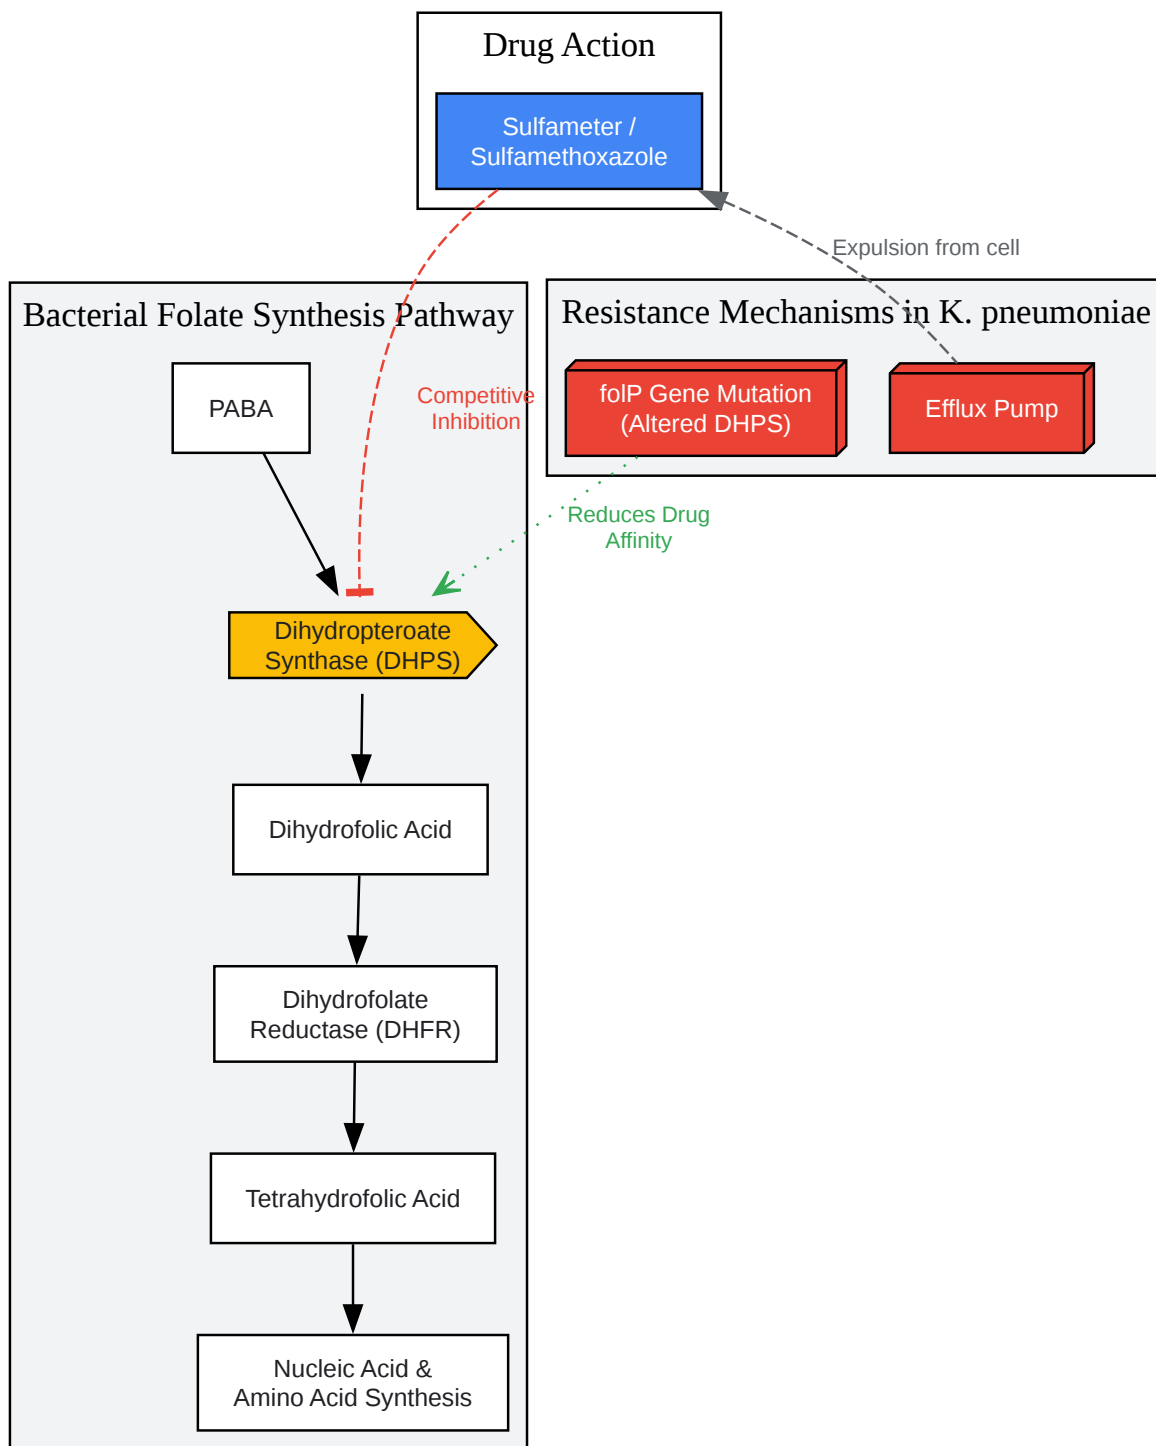 Drug Action
Sulfameter /
Sulfamethoxazole
Expulsion from cell
Bacterial Folate Synthesis Pathway
Resistance Mechanisms in K. pneumoniae
PABA
Competitive
Inhibition
folP Gene Mutation
(Altered DHPS)
Efflux Pump
Reduces Drug
Affinity
Dihydropteroate
Synthase (DHPS)
Dihydrofolic Acid
Dihydrofolate
Reductase (DHFR)
Tetrahydrofolic Acid
Nucleic Acid &
Amino Acid Synthesis